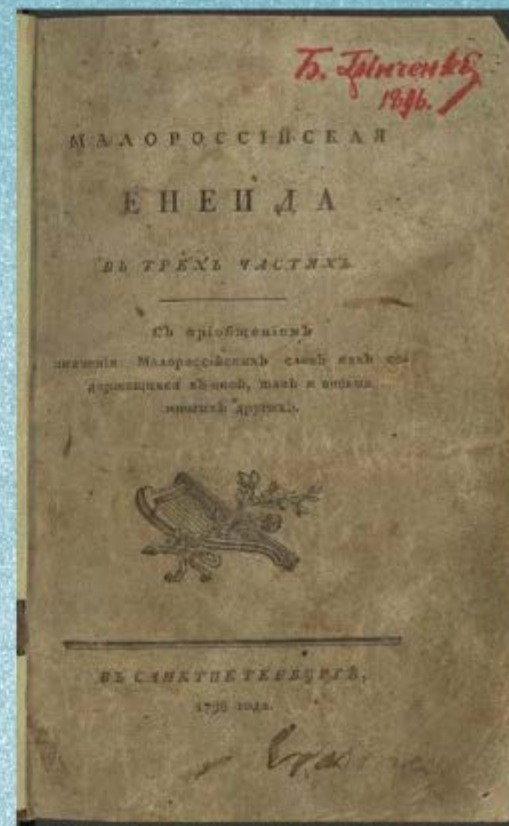 Б. Грінченко
1896.
МАЛОРОССІЙСКАЯ
ЕНЕИДА
ВЪ ТРЕХЪ ЧАСТЯХЪ
Съ пріобщеніемъ
значенія Малороссійскихъ словъ какъ со-
держащихся въ оной, такъ и весьма
многихъ другихъ.
ВЪ САНКТПЕТЕРБУРГѢ,
1798 года.